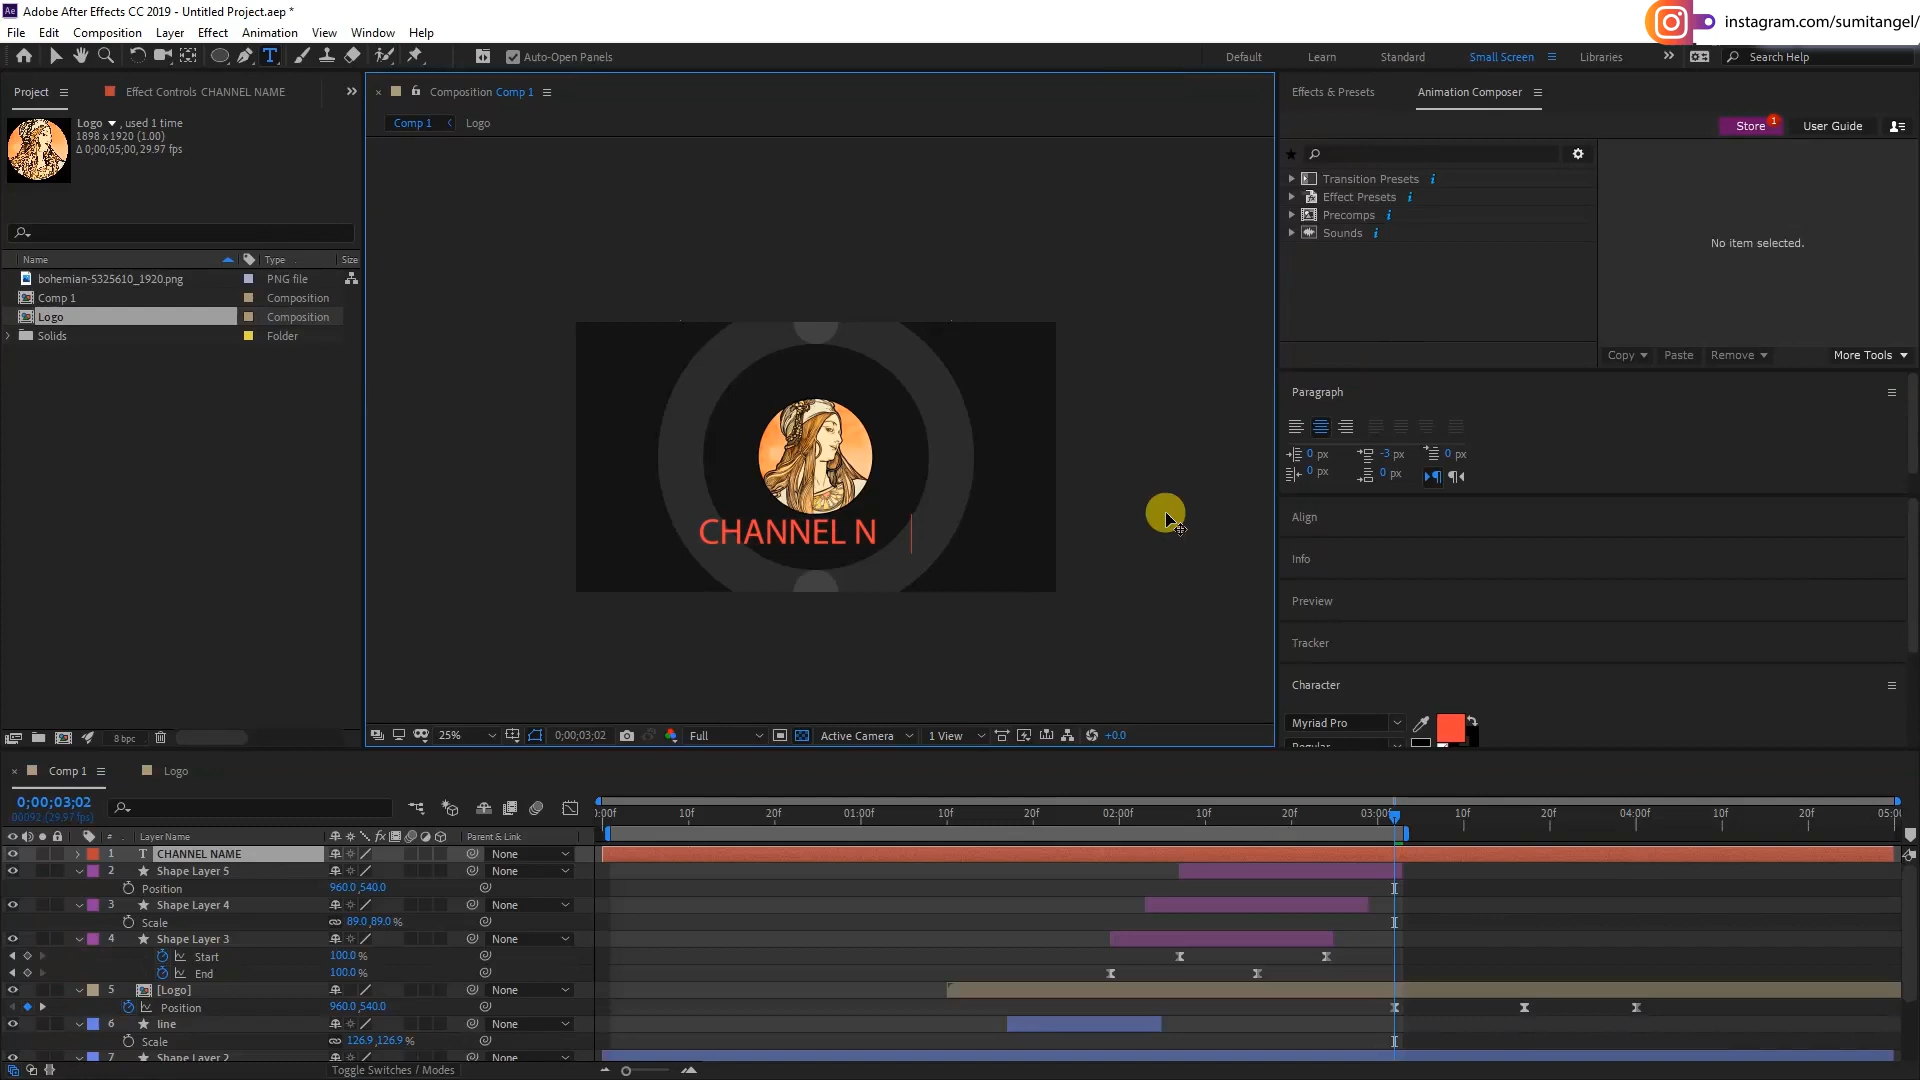 Adobe After Effects CC 2019 - Untitled Project.aep *
instagram.com/sumitangel/
File Edit Composition Layer Effect Animation View Window Help
Auto-Open Panels
Default Learn Standard Small Screen Libraries Search Help
Project
Effect Controls CHANNEL NAME
Composition Comp 1
Effects & Presets
Animation Composer
Logo , used 1 time
1898 x 1920 (1.00)
Δ 0;00;05;00, 29.97 fps
Comp 1
Logo
Store 1
User Guide
Transition Presets
Effect Presets
Precomps
Sounds
No item selected.
Name Type Size
bohemian-5325610_1920.png PNG file
Comp 1 Composition
Logo Composition
Solids Folder
Copy Paste Remove More Tools
Paragraph
0 px -3 px 0 px
0 px 0 px
CHANNEL N
Align
Info
Preview
Tracker
Character
Myriad Pro
8 bpc
25% 0;00;03;02 Full Active Camera 1 View +0.0
Comp 1
Logo
0;00;03;02
00092 (29.97 fps)
:00f 10f 20f 01:00f 10f 20f 02:00f 10f 20f 03:00f 10f 20f 04:00f 10f 20f 05:00
# Layer Name Parent & Link
1 T CHANNEL NAME None
2 Shape Layer 5 None
Position 960.0,540.0
3 Shape Layer 4 None
Scale 89.0,89.0%
4 Shape Layer 3 None
Start 100.0%
End 100.0%
5 [Logo] None
Position 960.0,540.0
6 line None
Scale 126.9,126.9%
7 Shape Layer 2 None
Toggle Switches / Modes